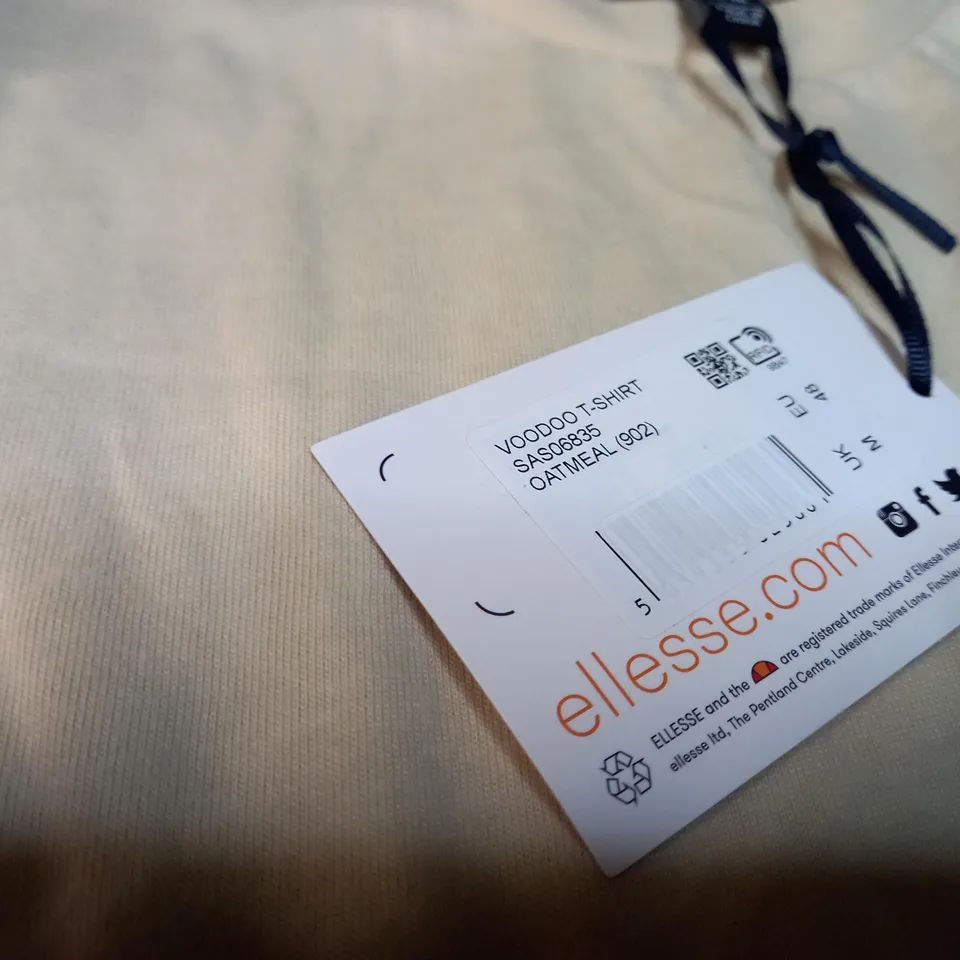 VOODOO T-SHIRT
SAS06835
OATMEAL (902)
RFID
EU
48
UK
M
5
ellesse.com
ELLESSE and the are registered trade marks of Ellesse
ellesse ltd, The Pentland Centre, Lakeside, Squires Lane, Finchley